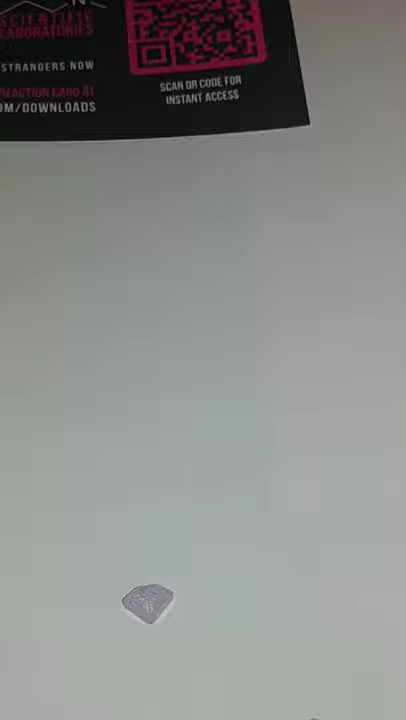 SCIENTIFIC
LABORATORIES
STRANDERS NOW
REACTION CARD AT
OM/DOWNLOADS
SCAN QR CODE FOR
INSTANT ACCESS